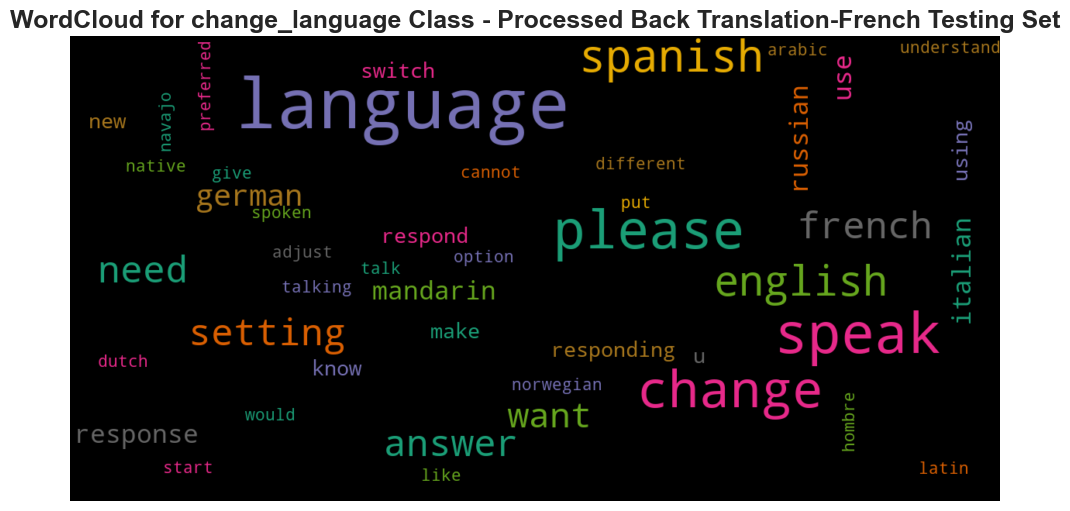 WordCloud for change_language Class - Processed Back Translation-French Testing Set
language
spanish
arabic
understand
switch
preferred
use
new
navajo
russian
using
native
give
cannot
different
german
spoken
put
please
french
respond
adjust
option
italian
need
talk
talking
mandarin
english
setting
make
speak
responding
u
dutch
know
norwegian
change
want
hombre
would
response
answer
start
like
latin